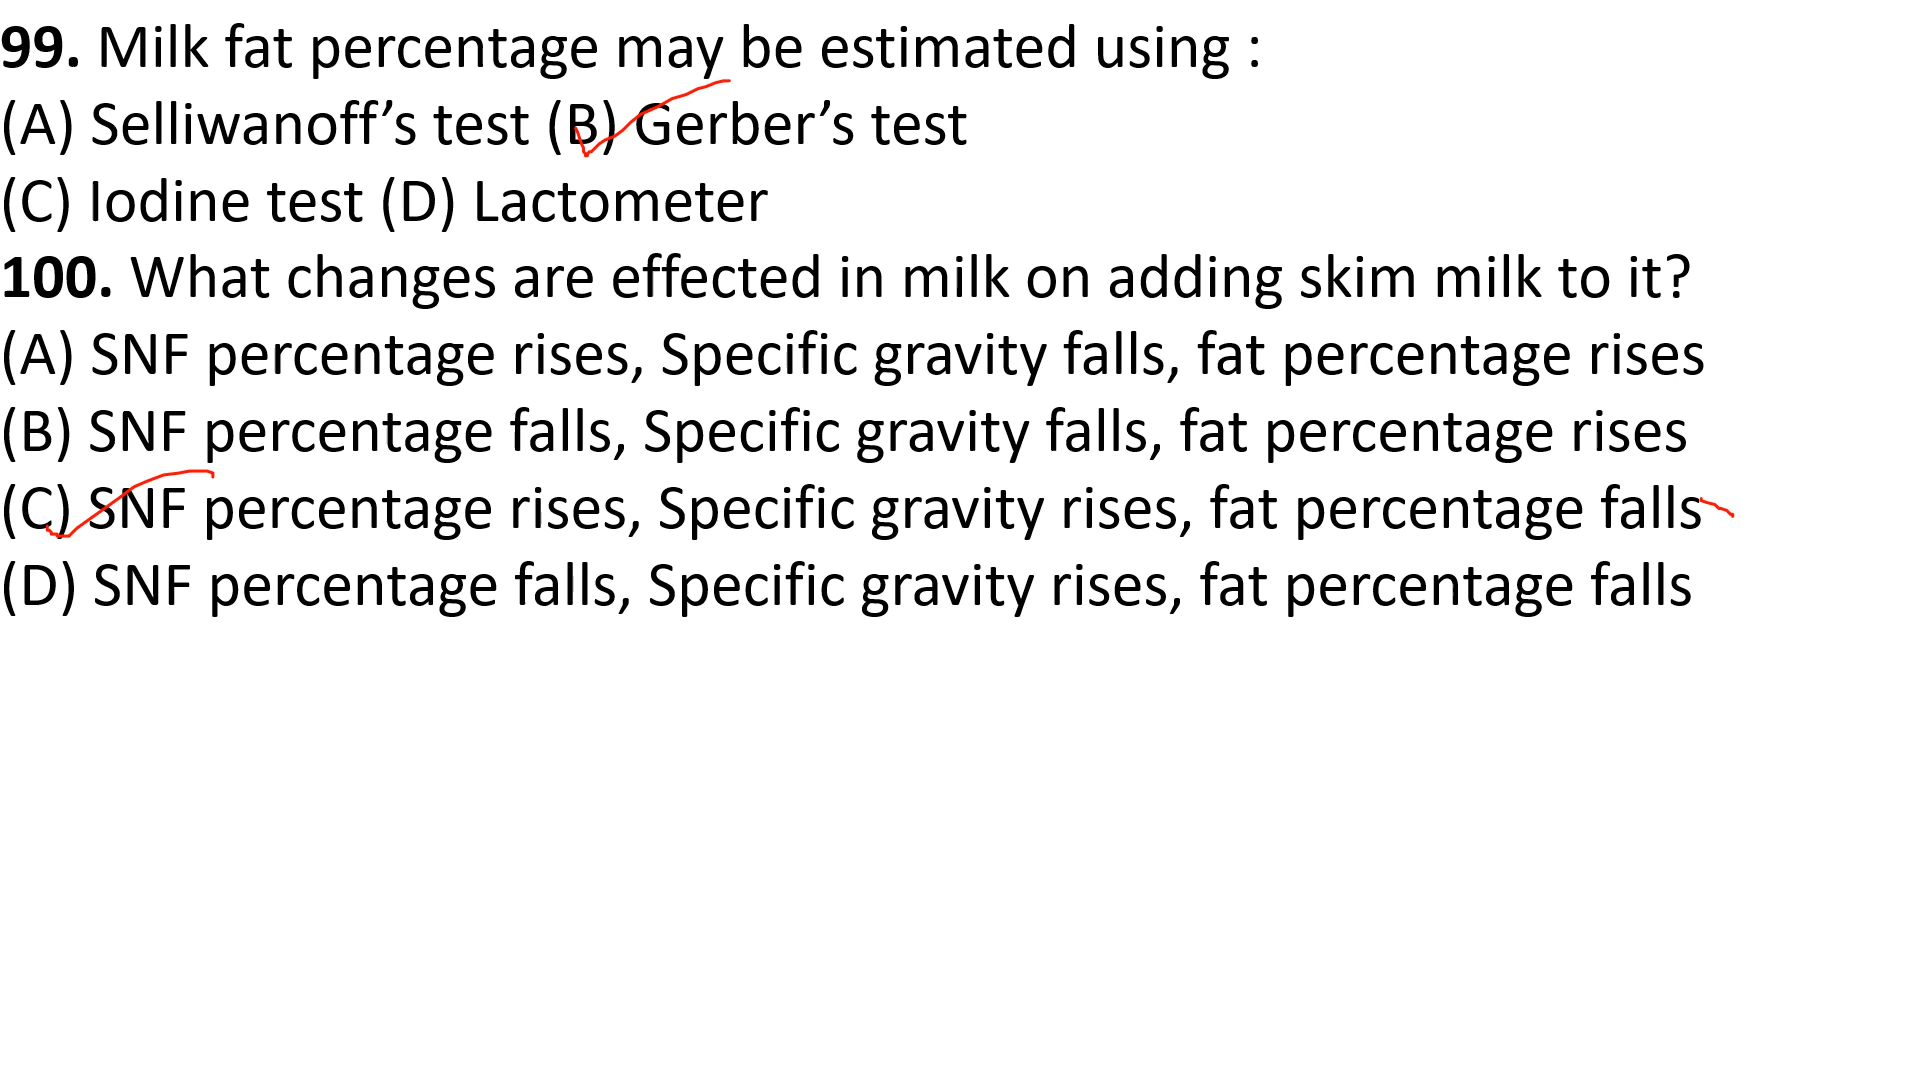 99. Milk fat percentage may be estimated using :
(A) Selliwanoff’s test (B) Gerber’s test
(C) Iodine test (D) Lactometer
100. What changes are effected in milk on adding skim milk to it?
(A) SNF percentage rises, Specific gravity falls, fat percentage rises
(B) SNF percentage falls, Specific gravity falls, fat percentage rises
(C) SNF percentage rises, Specific gravity rises, fat percentage falls
(D) SNF percentage falls, Specific gravity rises, fat percentage falls